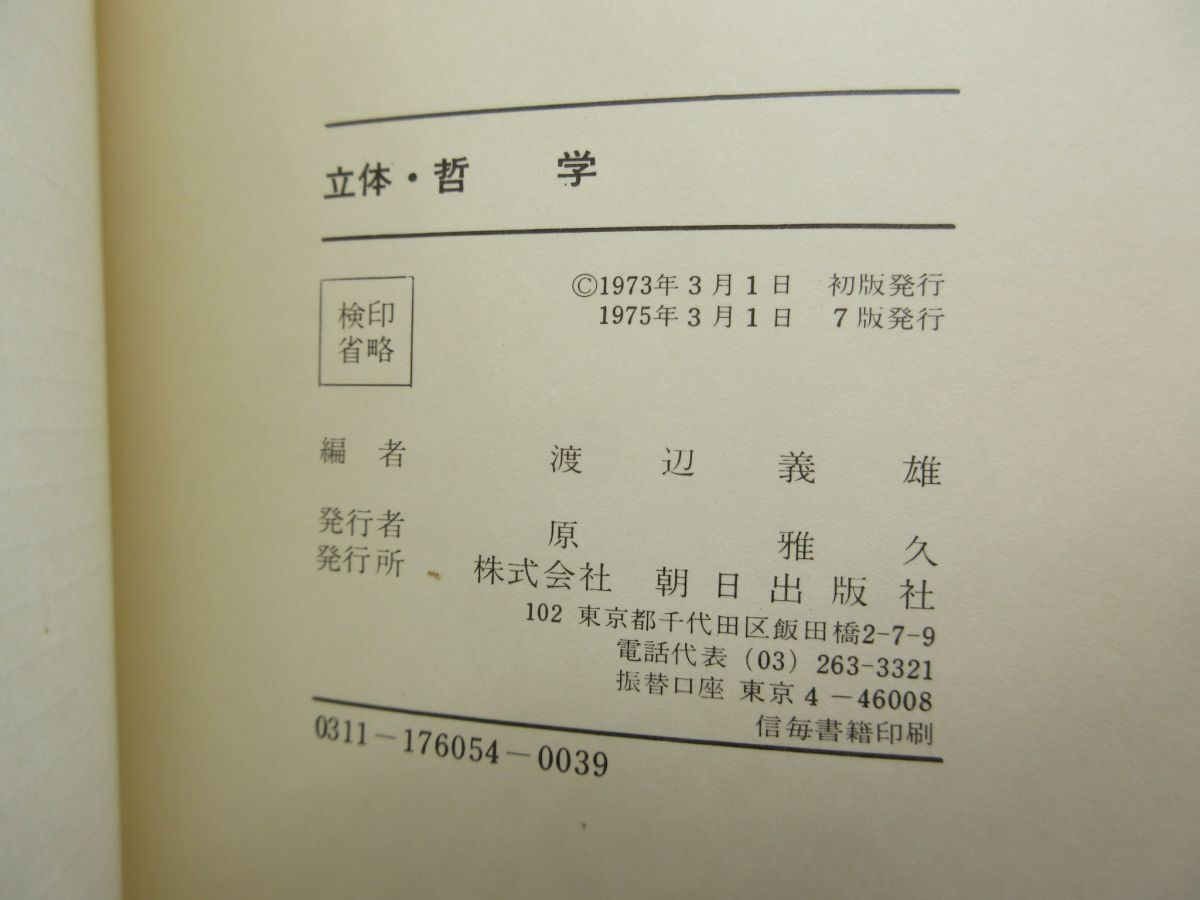 立体・哲 学
©1973年3月1日 初版発行
1975年3月1日 7版発行
検印
省略
編者 渡辺義雄
発行者 原雅久
発行所 株式会社 朝日出版社
102 東京都千代田区飯田橋2-7-9
電話代表 (03) 263-3321
振替口座 東京4-46008
信毎書籍印刷
0311-176054-0039